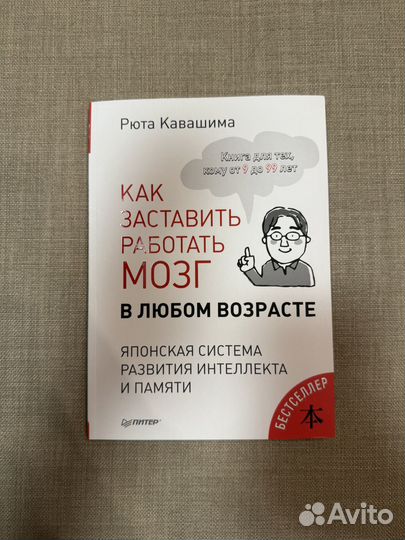 Рюта Кавашима
Книга для тех,
кому от 9 до 99 лет
КАК
ЗАСТАВИТЬ
РАБОТАТЬ
МОЗГ
В ЛЮБОМ ВОЗРАСТЕ
ЯПОНСКАЯ СИСТЕМА
РАЗВИТИЯ ИНТЕЛЛЕКТА
И ПАМЯТИ
БЕСТСЕЛЛЕР
本
ПИТЕР®
Avito